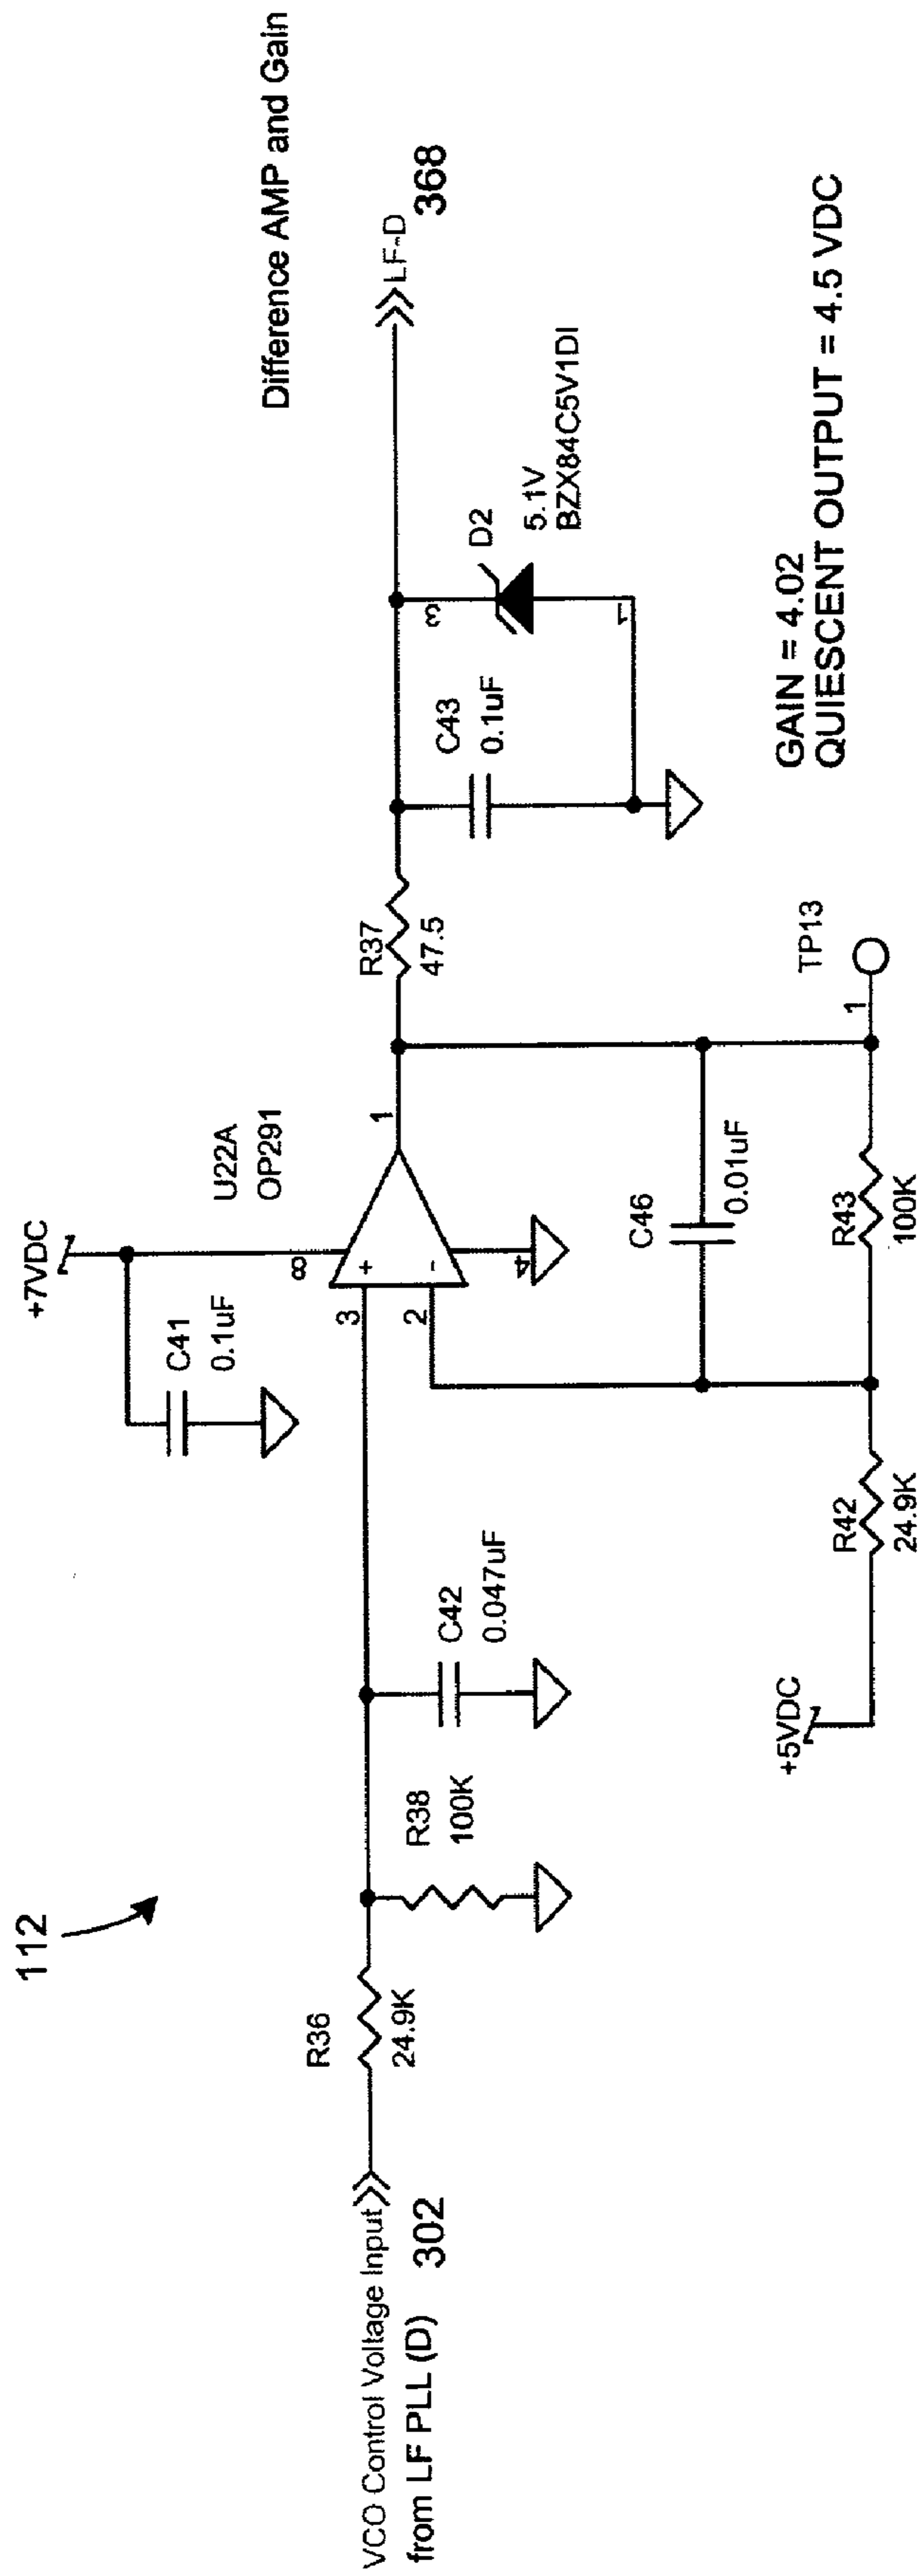 112
Difference AMP and Gain
+7VDC
C41
0.1uF
U22A
OP291
8
3
+
2
-
4
1
VCO Control Voltage Input
from LF PLL (D)
302
R36
24.9K
R38
100K
C42
0.047uF
R37
47.5
C43
0.1uF
3
D2
5.1V
BZX84C5V1DI
1
LF-D
368
C46
0.01uF
+5VDC
R42
24.9K
R43
100K
1
TP13
GAIN = 4.02
QUIESCENT OUTPUT = 4.5 VDC